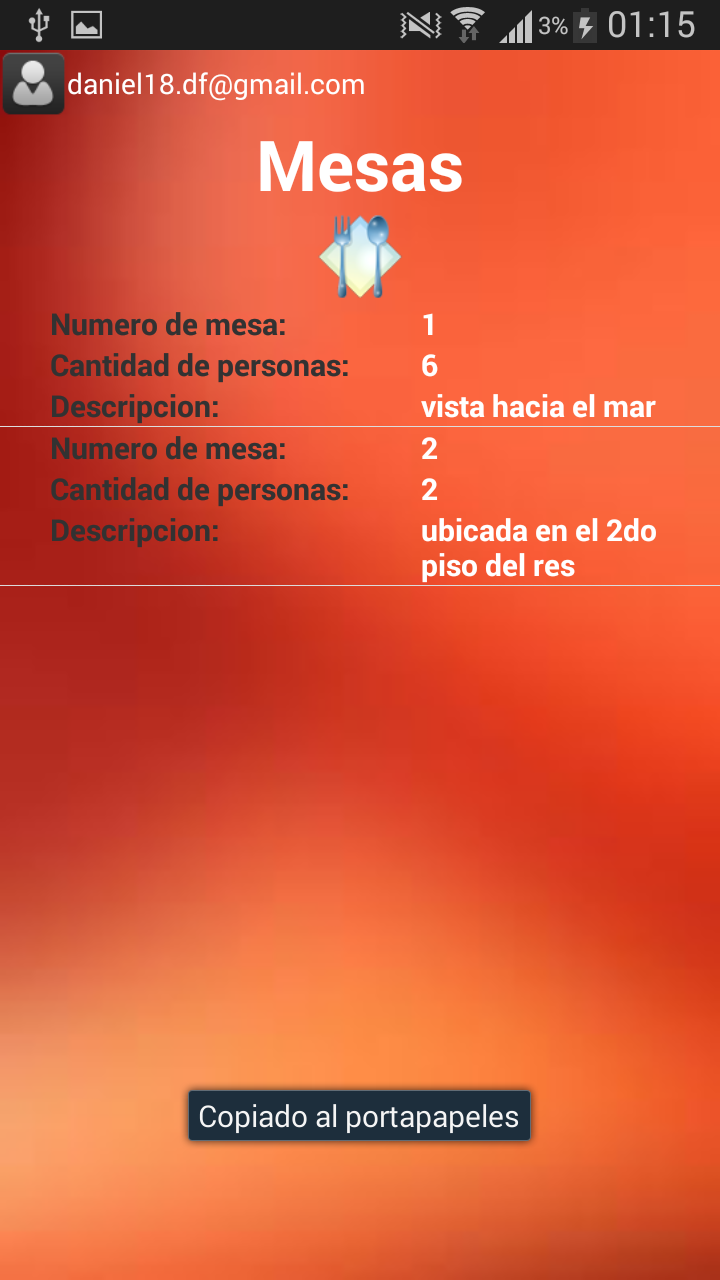 3% 01:15
daniel18.df@gmail.com
Mesas
Numero de mesa: 1
Cantidad de personas: 6
Descripcion: vista hacia el mar
Numero de mesa: 2
Cantidad de personas: 2
Descripcion: ubicada en el 2do
piso del res
Copiado al portapapeles